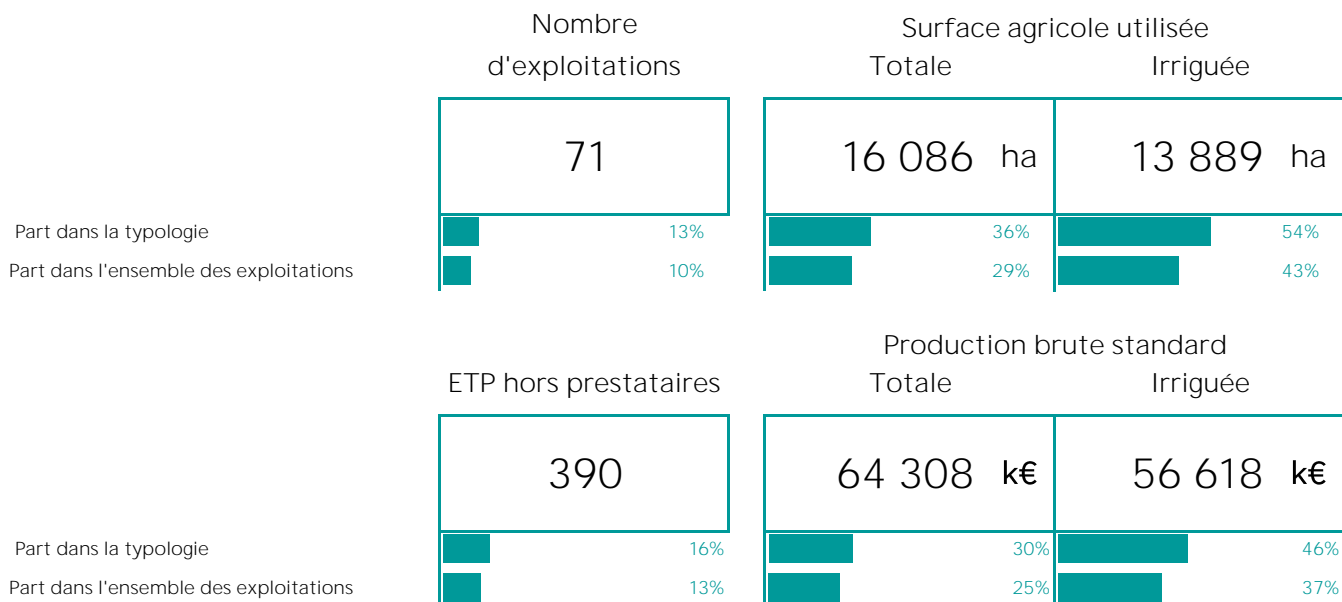 Nombre
d'exploitations
Surface agricole utilisée
Totale Irriguée
71 16 086 ha 13 889 ha
Part dans la typologie 13% 36% 54%
Part dans l'ensemble des exploitations 10% 29% 43%
Production brute standard
ETP hors prestataires Totale Irriguée
390 64 308 k€ 56 618 k€
Part dans la typologie 16% 30% 46%
Part dans l'ensemble des exploitations 13% 25% 37%